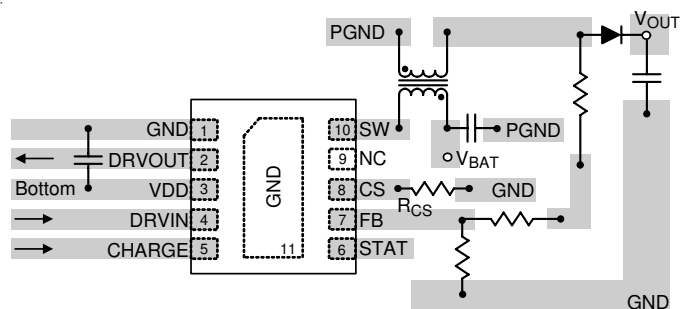 PGND
VOUT
GND 1
10 SW
PGND
DRVOUT 2
9 NC
VBAT
Bottom
VDD 3
GND
8 CS
RCS
GND
DRVIN 4
7 FB
CHARGE 5
11
6 STAT
GND